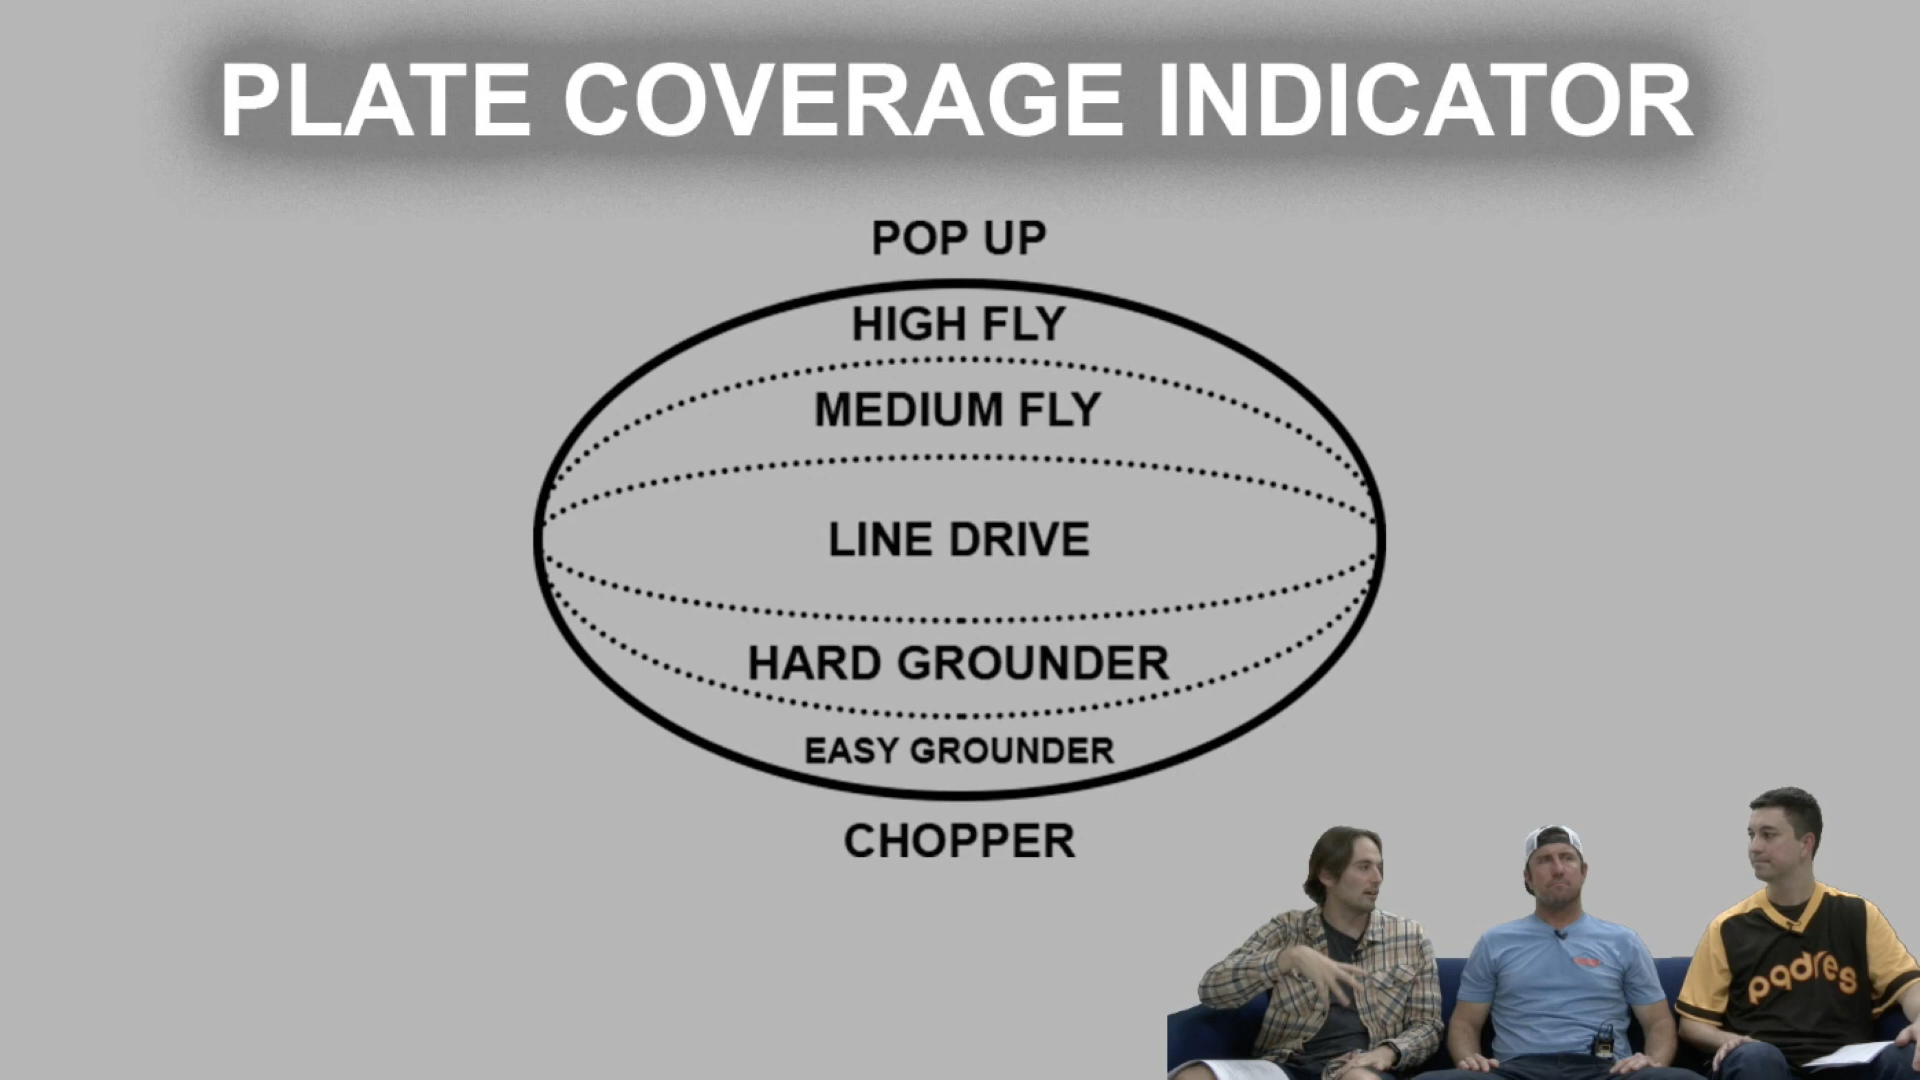 PLATE COVERAGE INDICATOR
POP UP
HIGH FLY
MEDIUM FLY
LINE DRIVE
HARD GROUNDER
EASY GROUNDER
CHOPPER
padres